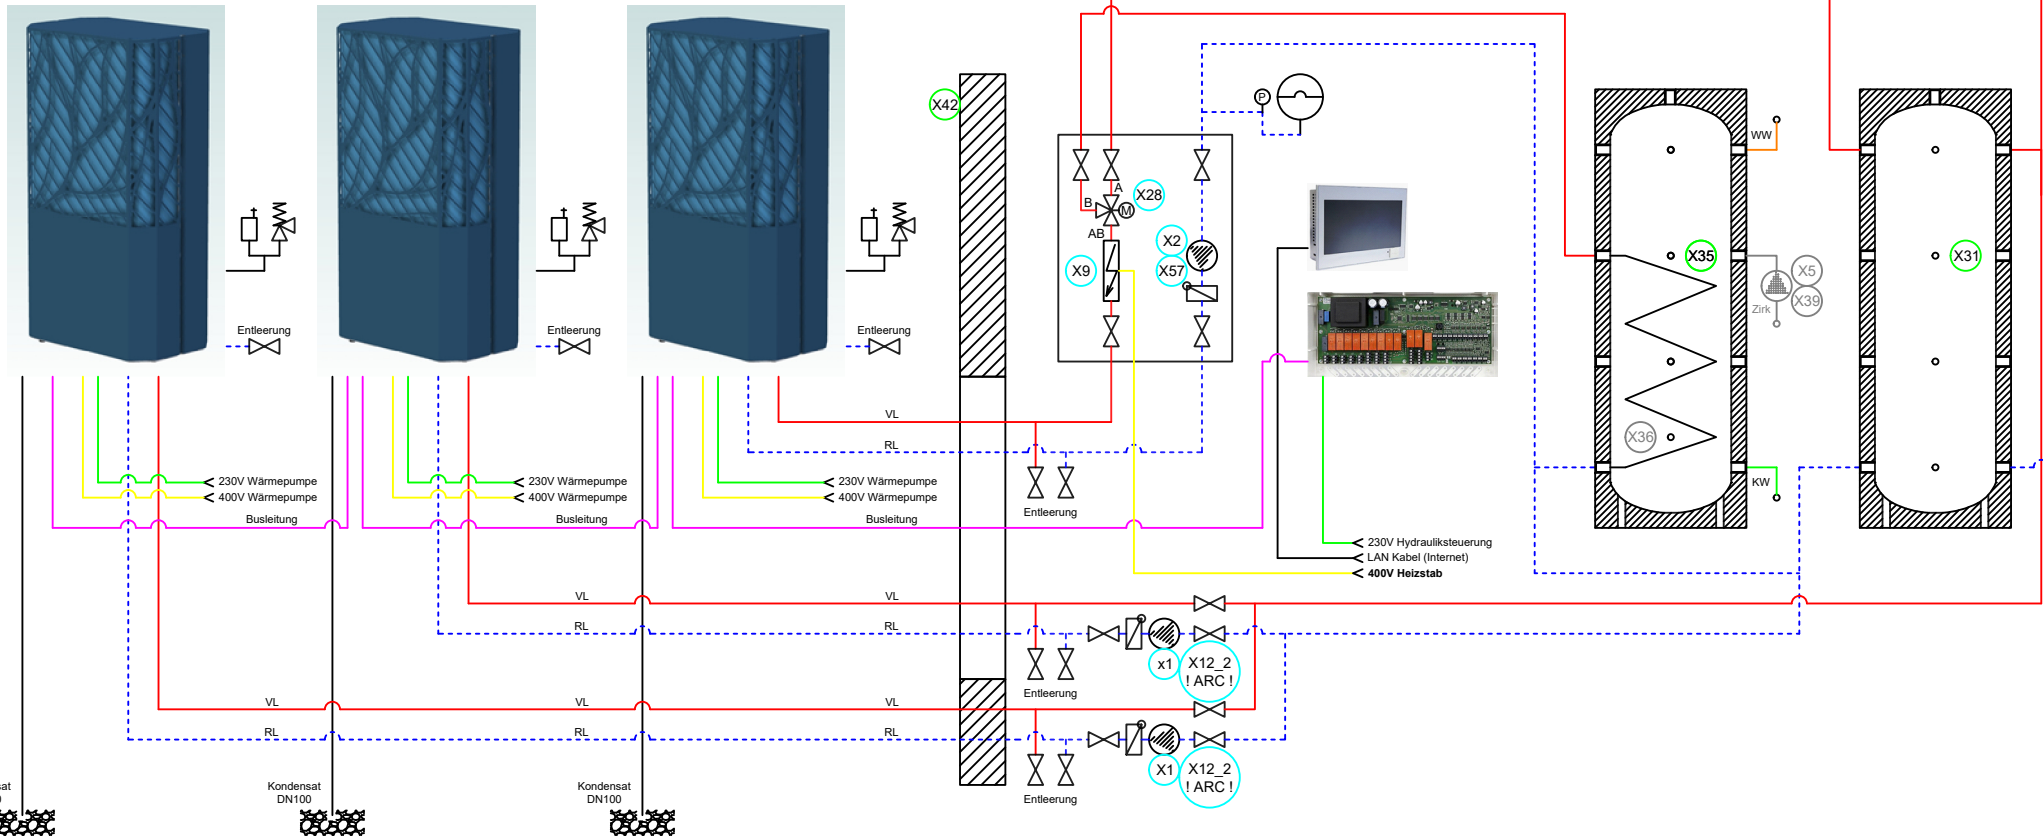 X42
P
A
B
M
X28
AB
X9
X2
X57
WW
X35
X5
X39
Zirk
X31
X36
KW
Entleerung
Entleerung
Entleerung
VL
RL
230V Wärmepumpe
400V Wärmepumpe
Busleitung
230V Wärmepumpe
400V Wärmepumpe
Busleitung
230V Wärmepumpe
400V Wärmepumpe
Busleitung
Entleerung
230V Hydrauliksteuerung
LAN Kabel (Internet)
400V Heizstab
VL
VL
RL
RL
x1
X12_2
! ARC !
Entleerung
VL
VL
VL
RL
RL
RL
X1
X12_2
! ARC !
Entleerung
Kondensat
DN100
Kondensat
DN100